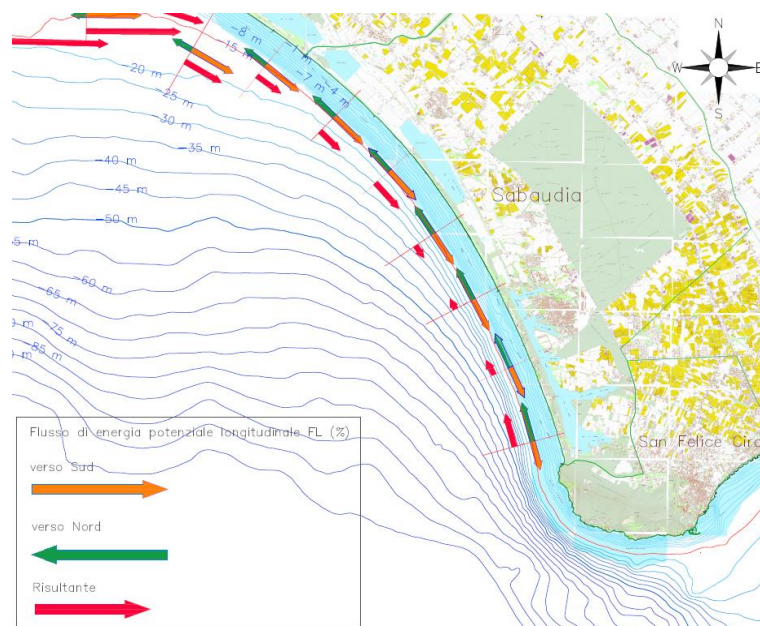 N
W
E
S
-8 m
-1 m
-15 m
-7 m
-4 m
-20 m
-25 m
-30 m
-35 m
-40 m
-45 m
-50 m
-60 m
-65 m
-75 m
-85 m
Sabaudia
San Felice Circ
Flusso di energia potenziale longitudinale FL (%)
verso Sud
verso Nord
Risultante